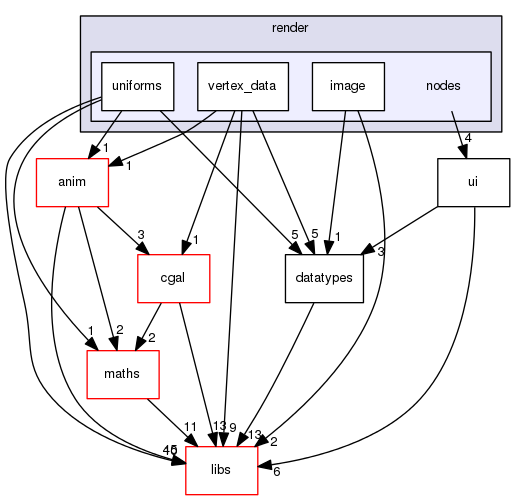 render
uniforms vertex_data image nodes
1 1 4
anim ui
3 1 5 5 1 3
cgal datatypes
1 2 2
maths
11 13 9 13 2
6
libs